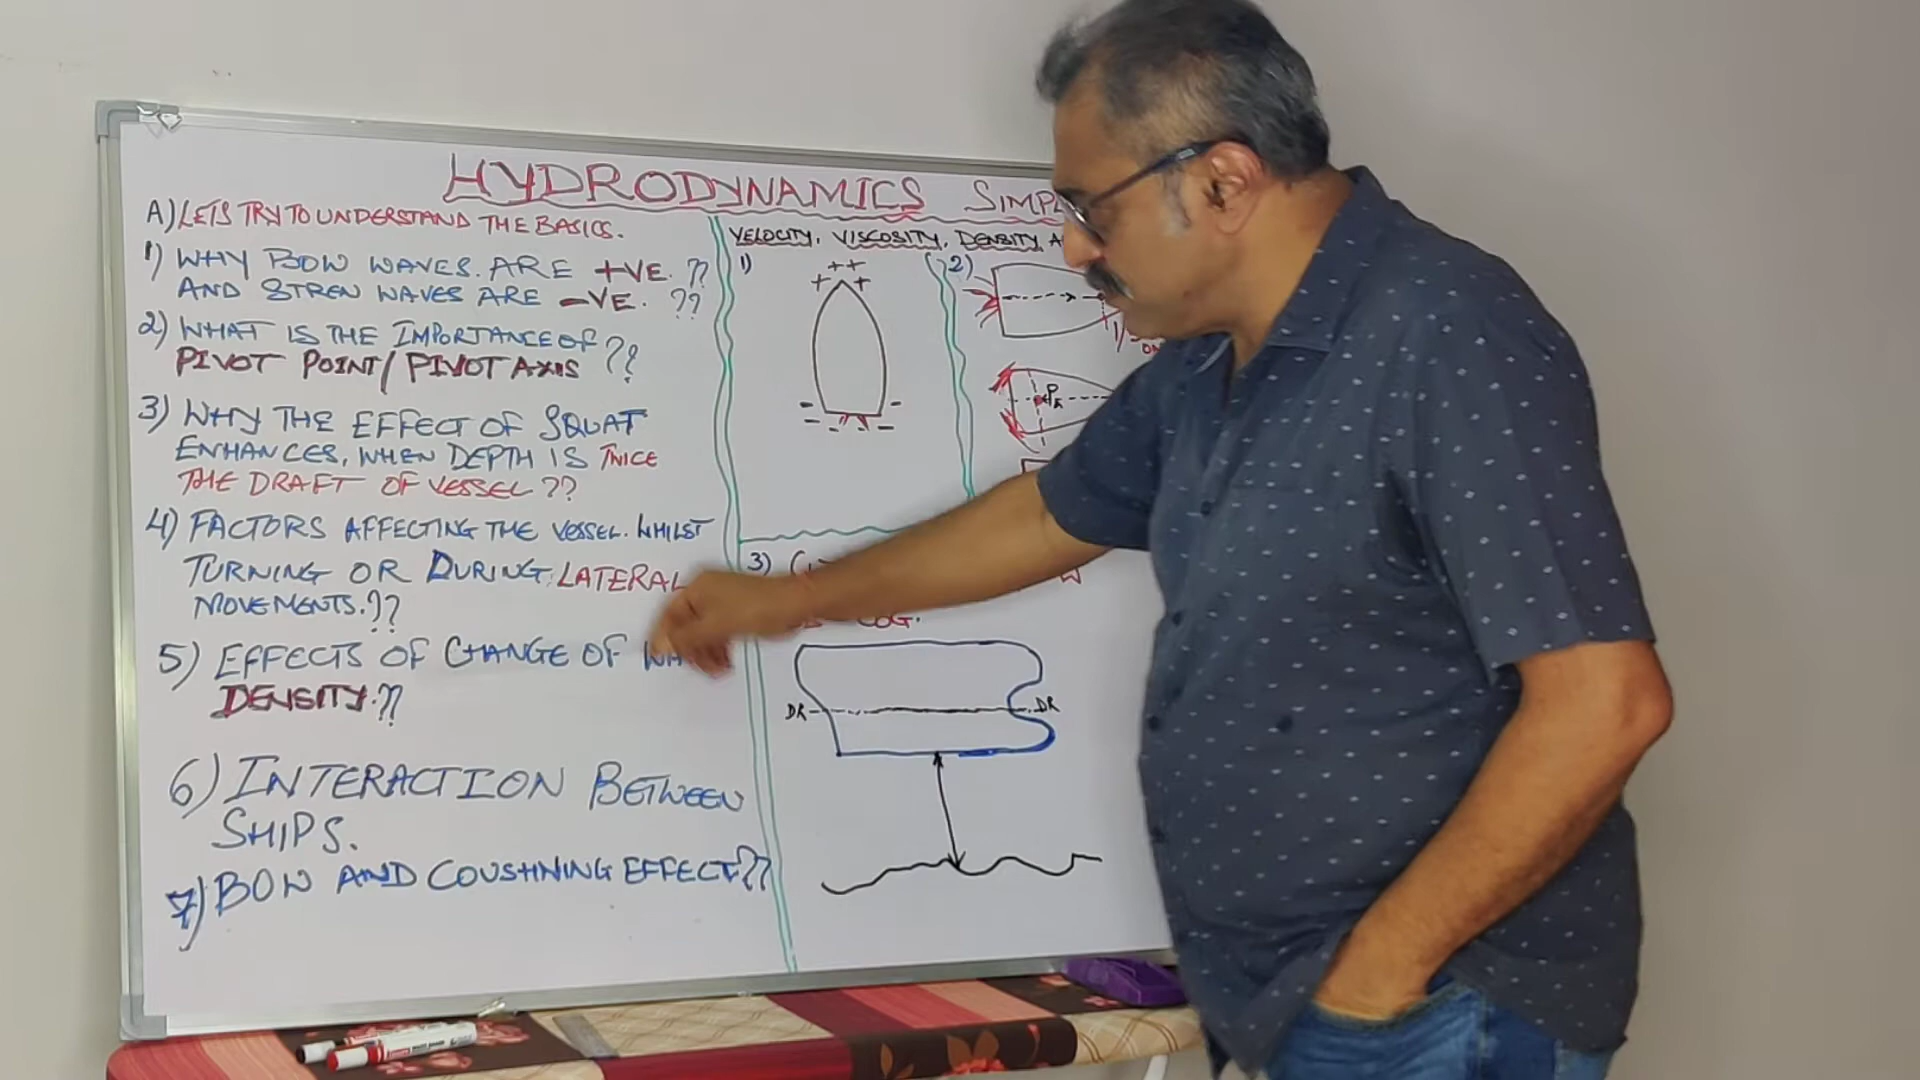 HYDRODYNAMICS
A) LETS TRY TO UNDERSTAND THE BASICS.
1) WHY BOW WAVES. ARE +VE. ??
AND STREN WAVES ARE -VE. ??
2) WHAT IS THE IMPORTANCE OF
PIVOT POINT/PIVOT AXIS ??
3) WHY THE EFFECT OF SQUAT
ENHANCES, WHEN DEPTH IS TWICE
THE DRAFT OF VESSEL ??
4) FACTORS AFFECTING THE VESSEL. WHILST
TURNING OR DURING LATERAL
MOVEMENTS. ??
5) EFFECTS OF CHANGE OF
DENSITY. ??
6) INTERACTION BETWEEN
SHIPS.
7) BOW AND COUSHNING EFFECT ??
VELOCITY, VISCOSITY, DENSITY,
1)
++
+ +
2)
3)
COG.
DR DR